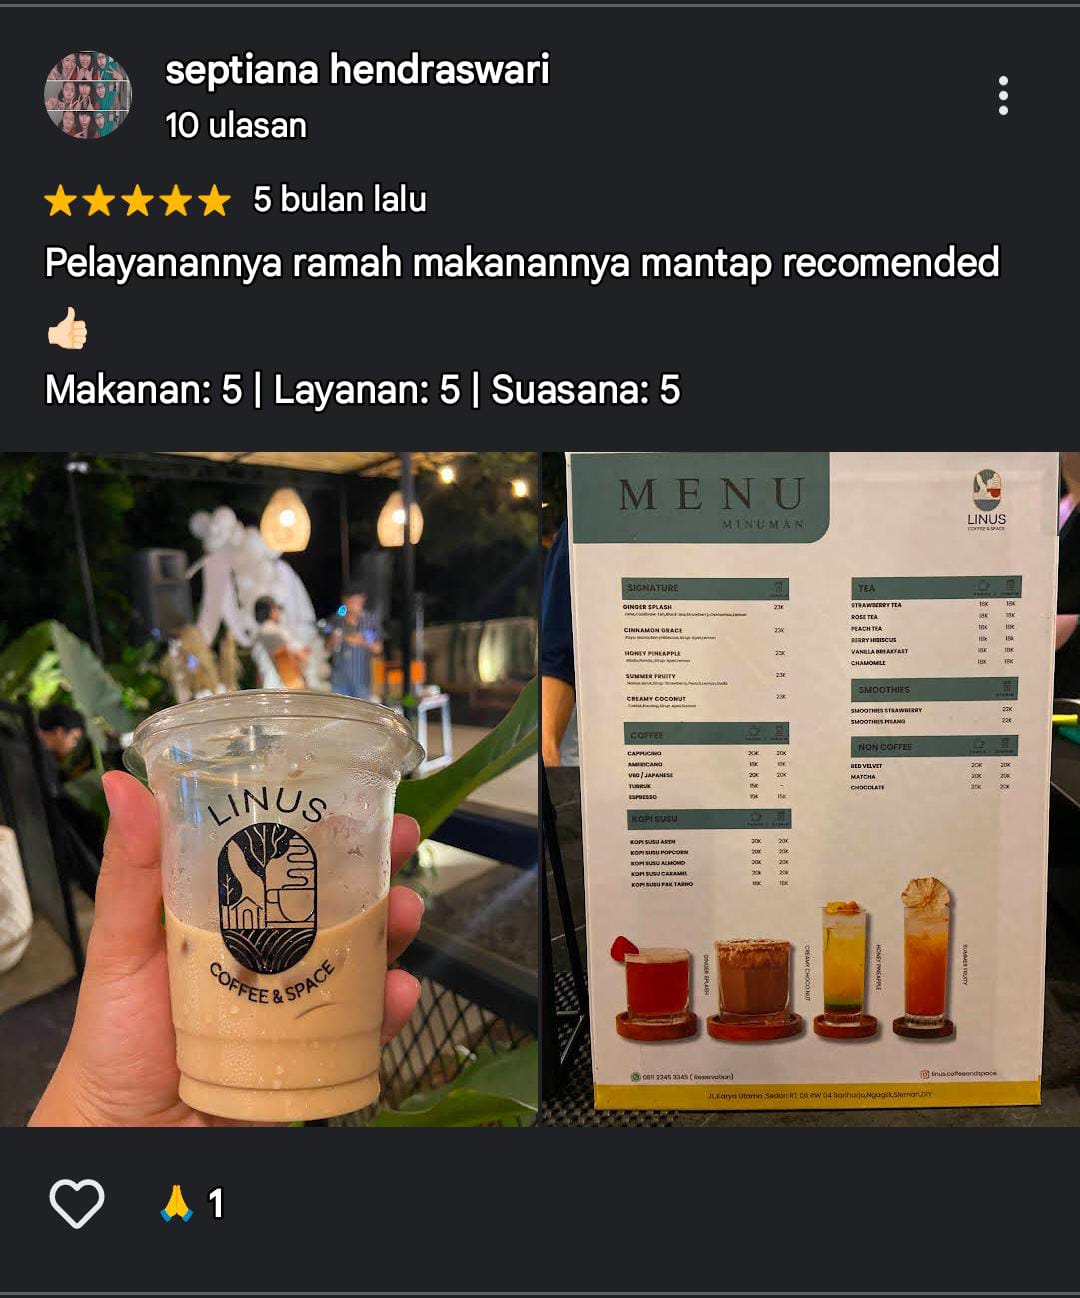 septiana hendraswari
10 ulasan
5 bulan lalu
Pelayanannya ramah makanannya mantap recomended
👍🏻
Makanan: 5 | Layanan: 5 | Suasana: 5
LINUS
COFFEE & SPACE
MENU
MINUMAN
LINUS
COFFEE & SPACE
SIGNATURE
GINGER SPLASH 23K
CINNAMON GRACE 23K
HONEY PINEAPPLE 23K
SUMMER FRUITY 23K
CREAMY COCONUT 23K
COFFEE
CAPPUCINO 20K 20K
AMERICANO 18K 18K
V60 / JAPANESE 20K 20K
TUBRUK 15K -
ESPRESSO 15K 15K
KOPI SUSU
KOPI SUSU AREN 20K 20K
KOPI SUSU POPCORN 20K 20K
KOPI SUSU ALMOND 20K 20K
KOPI SUSU CARAMEL 20k 20K
KOPI SUSU PAK TARNO 18K 18K
TEA
STRAWBERRY TEA 18K 18K
ROSE TEA 18K 18K
PEACH TEA 18K 18K
BERRY HIBISCUS 18k 18k
VANILLA BREAKFAST 18K 18K
CHAMOMILE 18K 18K
SMOOTHIES
SMOOTHIES STRAWBERRY 22K
SMOOTHIES PISANG 22K
NON COFFEE
RED VELVET 20K 20K
MATCHA 20K 20K
CHOCOLATE 20K 20K
GINGER SPLASH
CREAMY CHOCO NUT
HONEY PINEAPPLE
SUMMER FRUITY
0811 2345 3345 ( Reservation)
linus.coffeeandspace
JL.Karya Utama ,Sedan RT 06 RW 04 Sariharjo,Ngaglik,Sleman,DIY
🙏 1